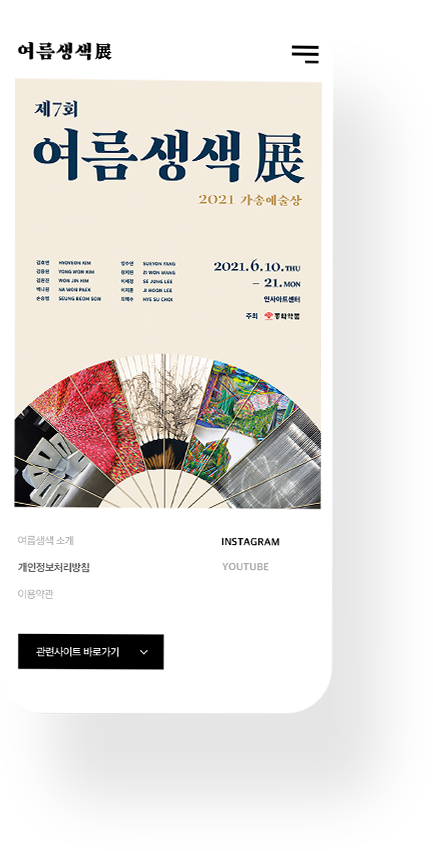 여름생색展
제7회
여름생색展
2021 가송예술상
김효연 HYOYEON KIM
김용원 YONG WON KIM
김원진 WON JIN KIM
백나원 NA WON PAEK
손승범 SEUNG BEOM SON
방수연 SUEYON PANG
왕지원 ZI WON WANG
이세정 SE JUNG LEE
이지훈 JI HOON LEE
최혜수 HYE SU CHOI
2021.6.10.THU
– 21.MON
인사아트센터
주최 동화약품
여름생색 소개
INSTAGRAM
개인정보처리방침
YOUTUBE
이용약관
관련사이트 바로가기